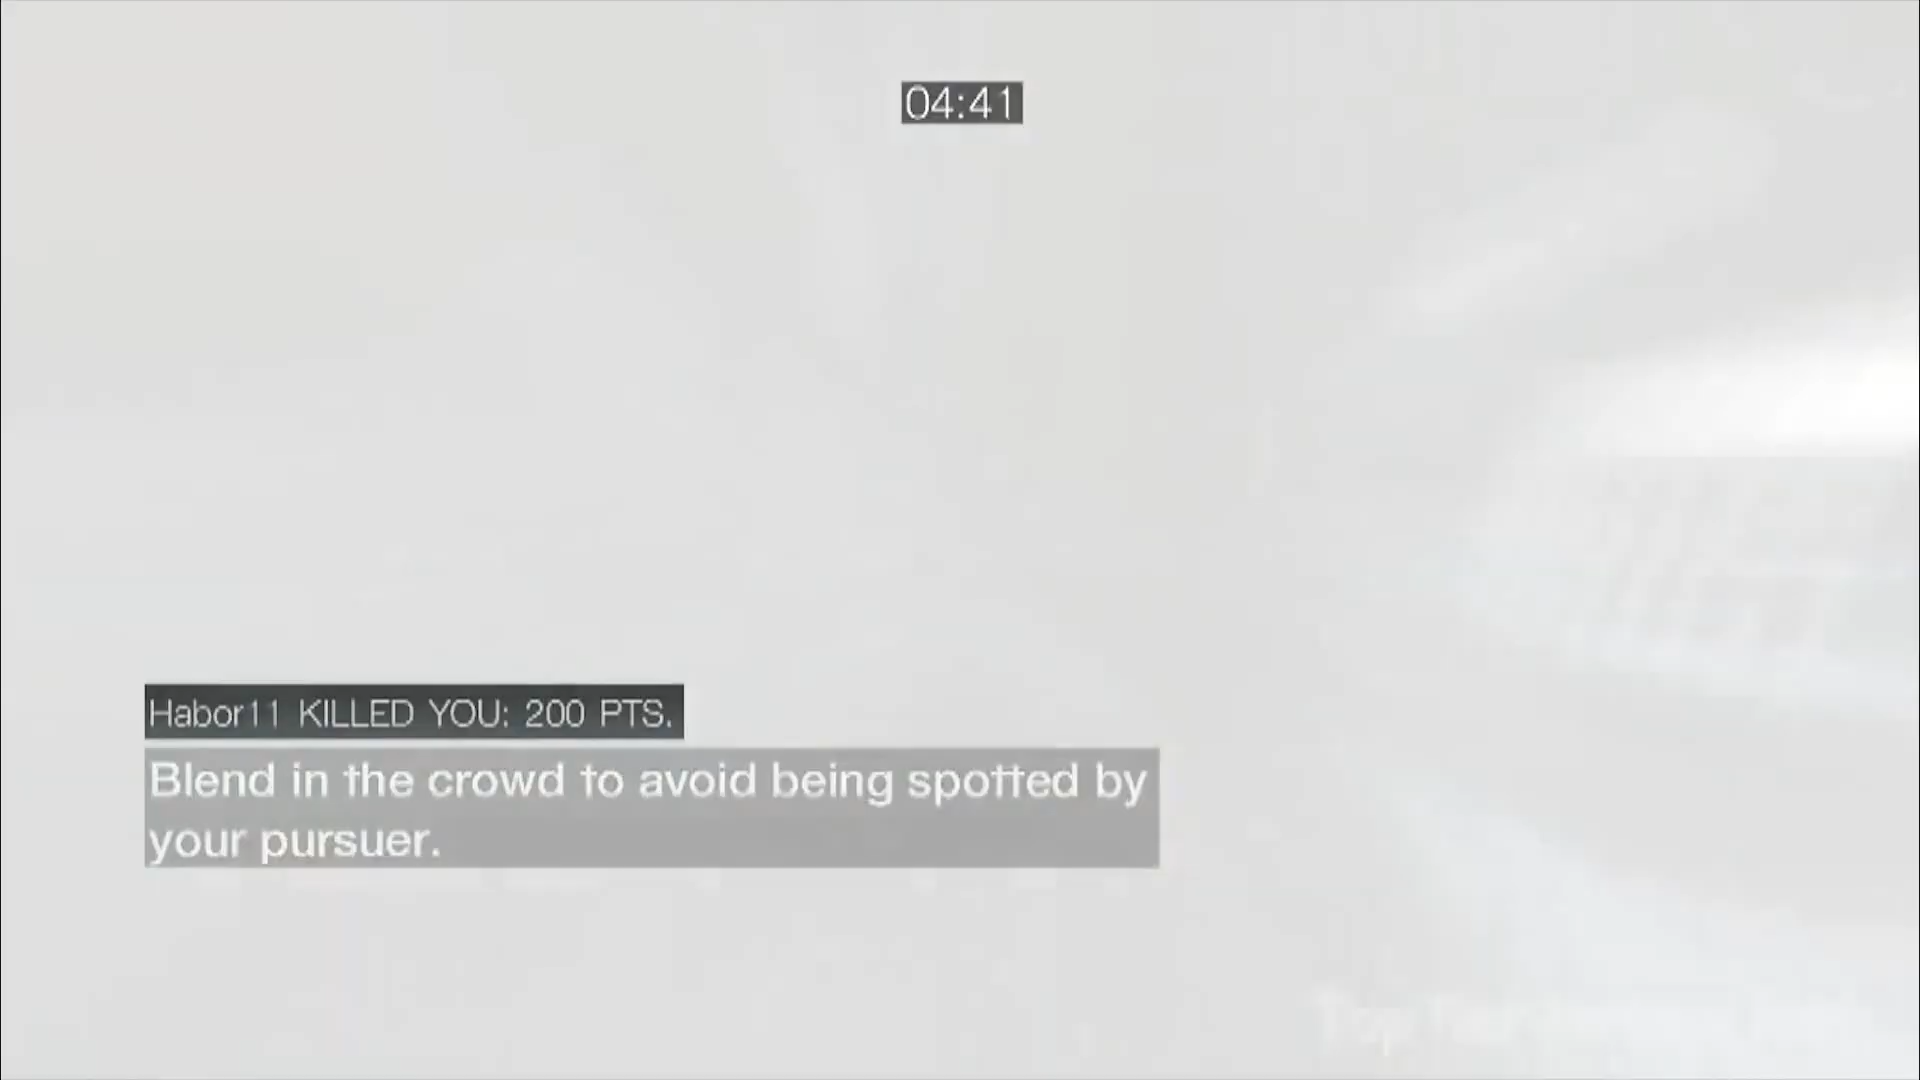 04:41
Habor11 KILLED YOU: 200 PTS.
Blend in the crowd to avoid being spotted by
your pursuer.